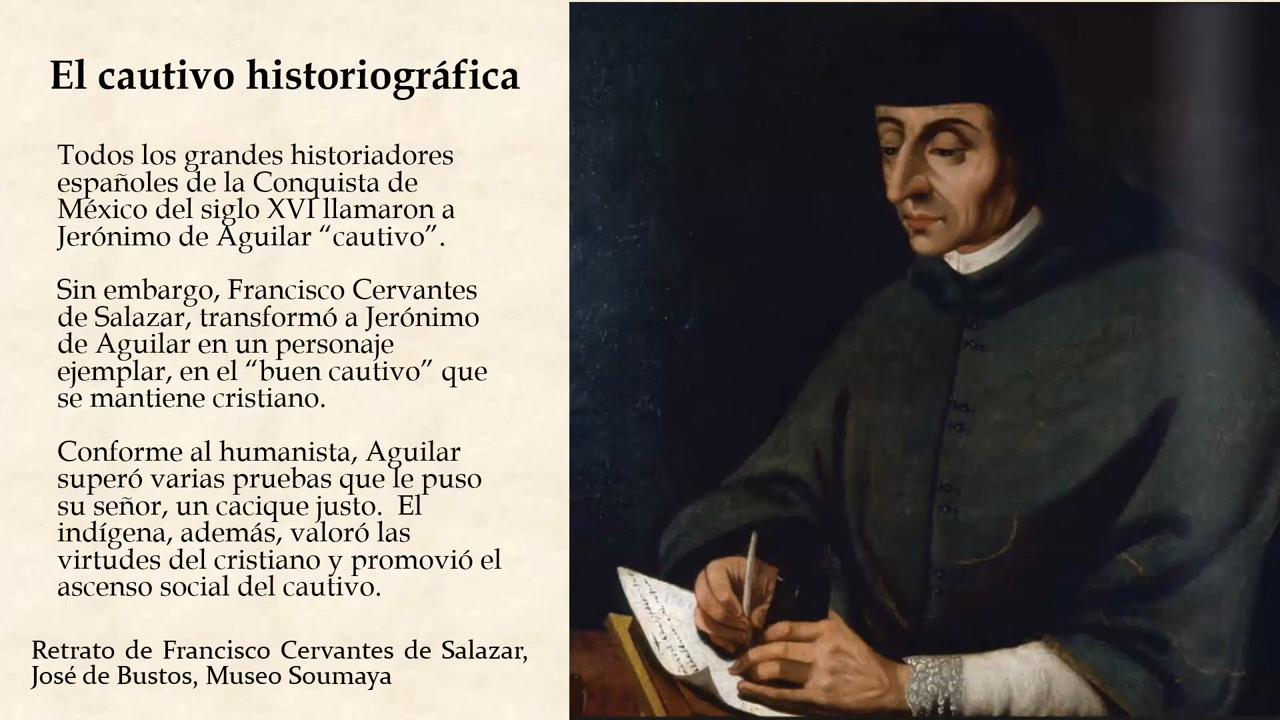 El cautivo historiográfica
Todos los grandes historiadores
españoles de la Conquista de
México del siglo XVI llamaron a
Jerónimo de Aguilar “cautivo”.
Sin embargo, Francisco Cervantes
de Salazar, transformó a Jerónimo
de Aguilar en un personaje
ejemplar, en el “buen cautivo” que
se mantiene cristiano.
Conforme al humanista, Aguilar
superó varias pruebas que le puso
su señor, un cacique justo.  El
indígena, además, valoró las
virtudes del cristiano y promovió el
ascenso social del cautivo.
Retrato de Francisco Cervantes de Salazar,
José de Bustos, Museo Soumaya